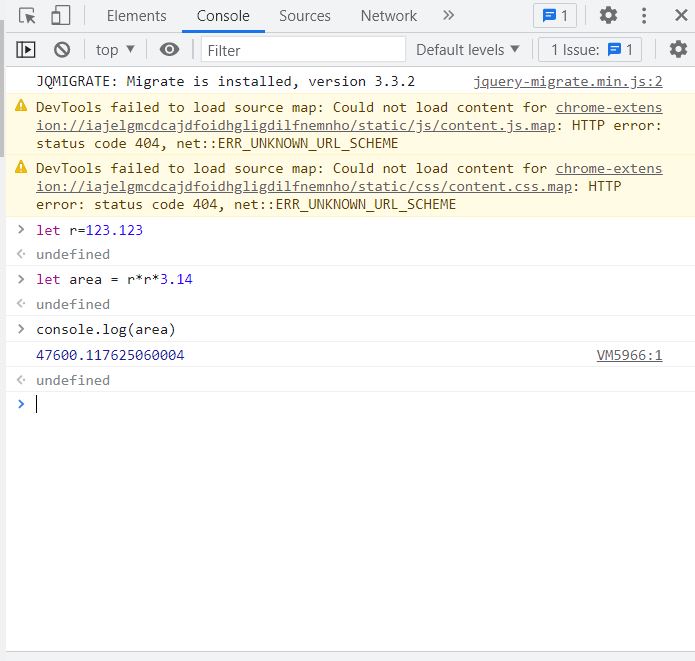 Elements Console Sources Network » 1
top ▼ Filter Default levels ▼ 1 Issue: 1
JQMIGRATE: Migrate is installed, version 3.3.2 jquery-migrate.min.js:2
DevTools failed to load source map: Could not load content for chrome-extens
ion://iajelgmcdcajdfoidhgligdilfnemnho/static/js/content.js.map: HTTP error:
status code 404, net::ERR_UNKNOWN_URL_SCHEME
DevTools failed to load source map: Could not load content for chrome-extens
ion://iajelgmcdcajdfoidhgligdilfnemnho/static/css/content.css.map: HTTP
error: status code 404, net::ERR_UNKNOWN_URL_SCHEME
> let r=123.123
undefined
> let area = r*r*3.14
undefined
> console.log(area)
47600.117625060004 VM5966:1
undefined
>